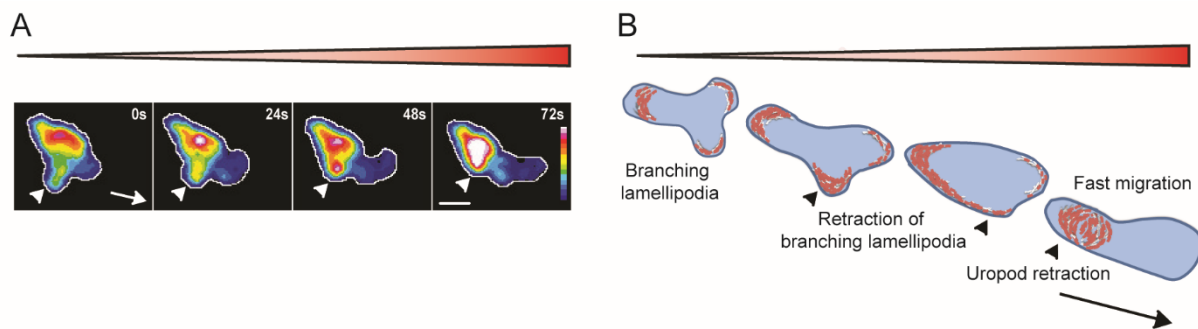 A
0s
24s
48s
72s
B
Branching
lamellipodia
Retraction of
branching lamellipodia
Fast migration
Uropod retraction